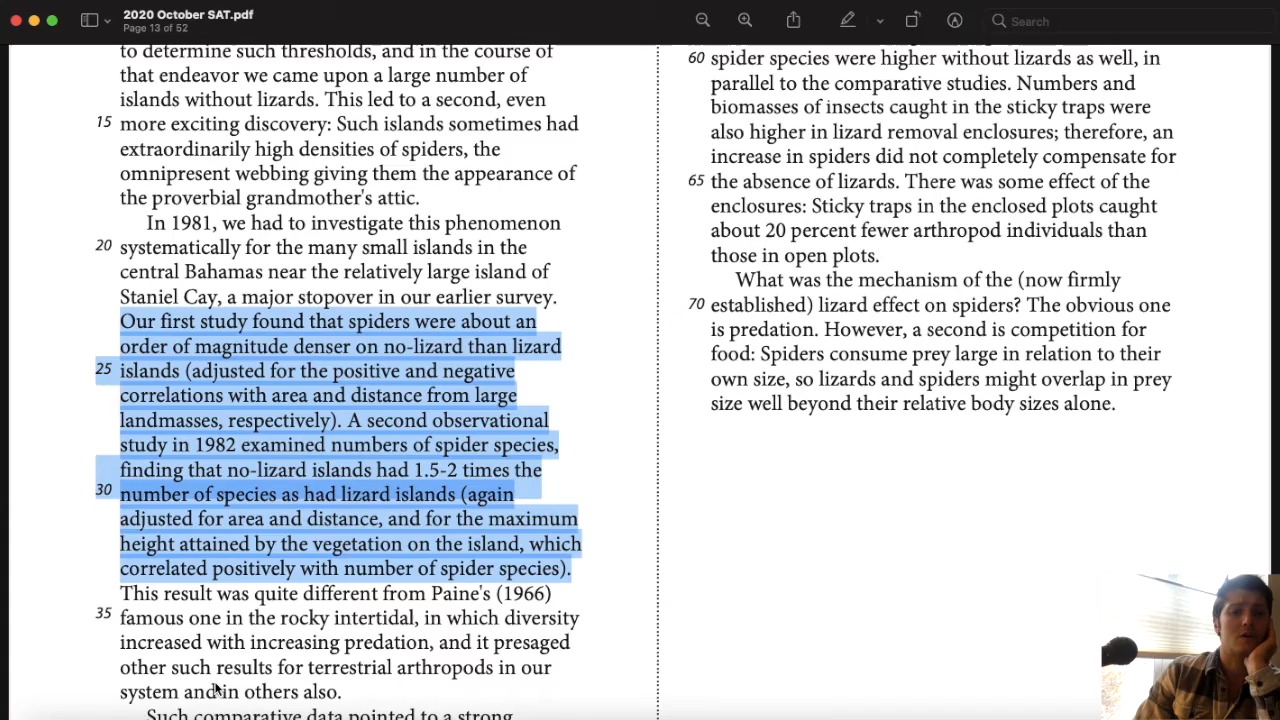 2020 October SAT.pdf
Page 13 of 52
Search
to determine such thresholds, and in the course of
that endeavor we came upon a large number of
islands without lizards. This led to a second, even
15 more exciting discovery: Such islands sometimes had
extraordinarily high densities of spiders, the
omnipresent webbing giving them the appearance of
the proverbial grandmother's attic.
In 1981, we had to investigate this phenomenon
20 systematically for the many small islands in the
central Bahamas near the relatively large island of
Staniel Cay, a major stopover in our earlier survey.
Our first study found that spiders were about an
order of magnitude denser on no-lizard than lizard
25 islands (adjusted for the positive and negative
correlations with area and distance from large
landmasses, respectively). A second observational
study in 1982 examined numbers of spider species,
finding that no-lizard islands had 1.5-2 times the
30 number of species as had lizard islands (again
adjusted for area and distance, and for the maximum
height attained by the vegetation on the island, which
correlated positively with number of spider species).
This result was quite different from Paine's (1966)
35 famous one in the rocky intertidal, in which diversity
increased with increasing predation, and it presaged
other such results for terrestrial arthropods in our
system and in others also.
Such comparative data pointed to a strong
60 spider species were higher without lizards as well, in
parallel to the comparative studies. Numbers and
biomasses of insects caught in the sticky traps were
also higher in lizard removal enclosures; therefore, an
increase in spiders did not completely compensate for
65 the absence of lizards. There was some effect of the
enclosures: Sticky traps in the enclosed plots caught
about 20 percent fewer arthropod individuals than
those in open plots.
What was the mechanism of the (now firmly
70 established) lizard effect on spiders? The obvious one
is predation. However, a second is competition for
food: Spiders consume prey large in relation to their
own size, so lizards and spiders might overlap in prey
size well beyond their relative body sizes alone.